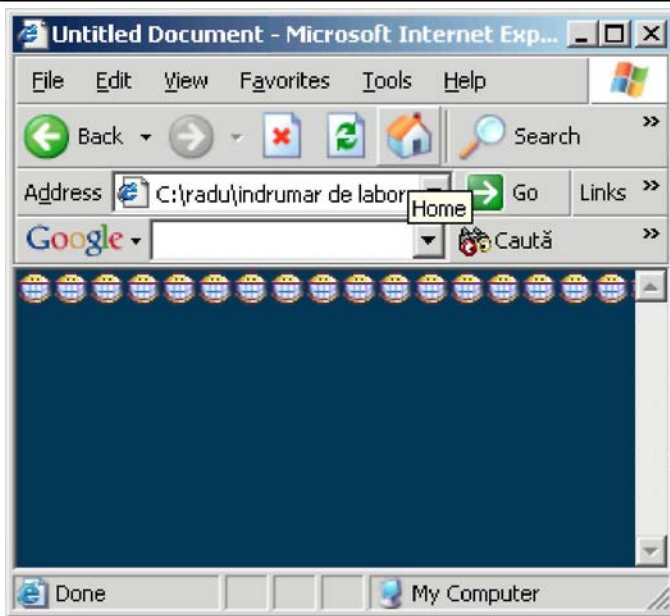 Untitled Document - Microsoft Internet Exp...
File Edit View Favorites Tools Help
Back Search »
Address C:\radu\indrumar de labor Go Links »
Home
Google Caută »
Done My Computer